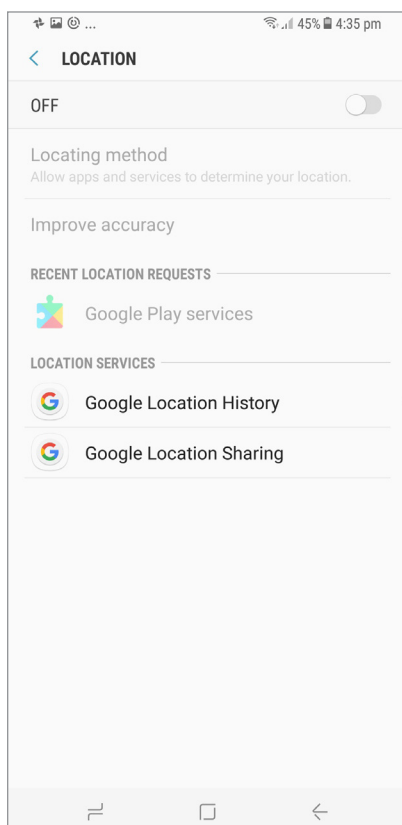 ... 45% 4:35 pm
LOCATION
OFF
Locating method
Allow apps and services to determine your location.
Improve accuracy
RECENT LOCATION REQUESTS
Google Play services
LOCATION SERVICES
G Google Location History
G Google Location Sharing